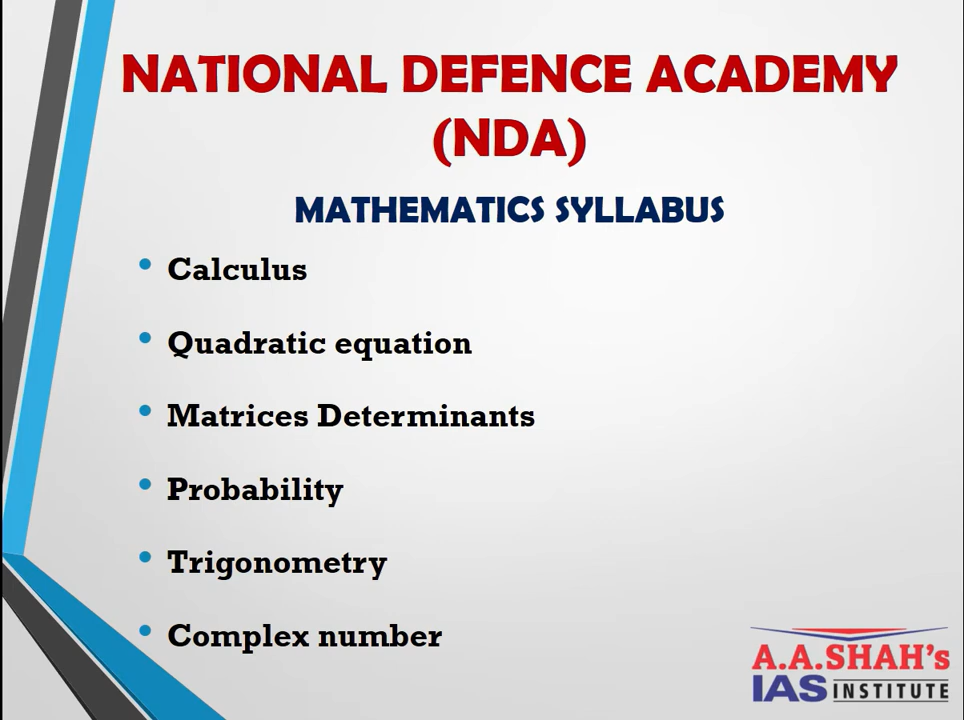 NATIONAL DEFENCE ACADEMY
(NDA)
MATHEMATICS SYLLABUS
• Calculus
• Quadratic equation
• Matrices Determinants
• Probability
• Trigonometry
• Complex number
A.A.SHAH's
IAS INSTITUTE